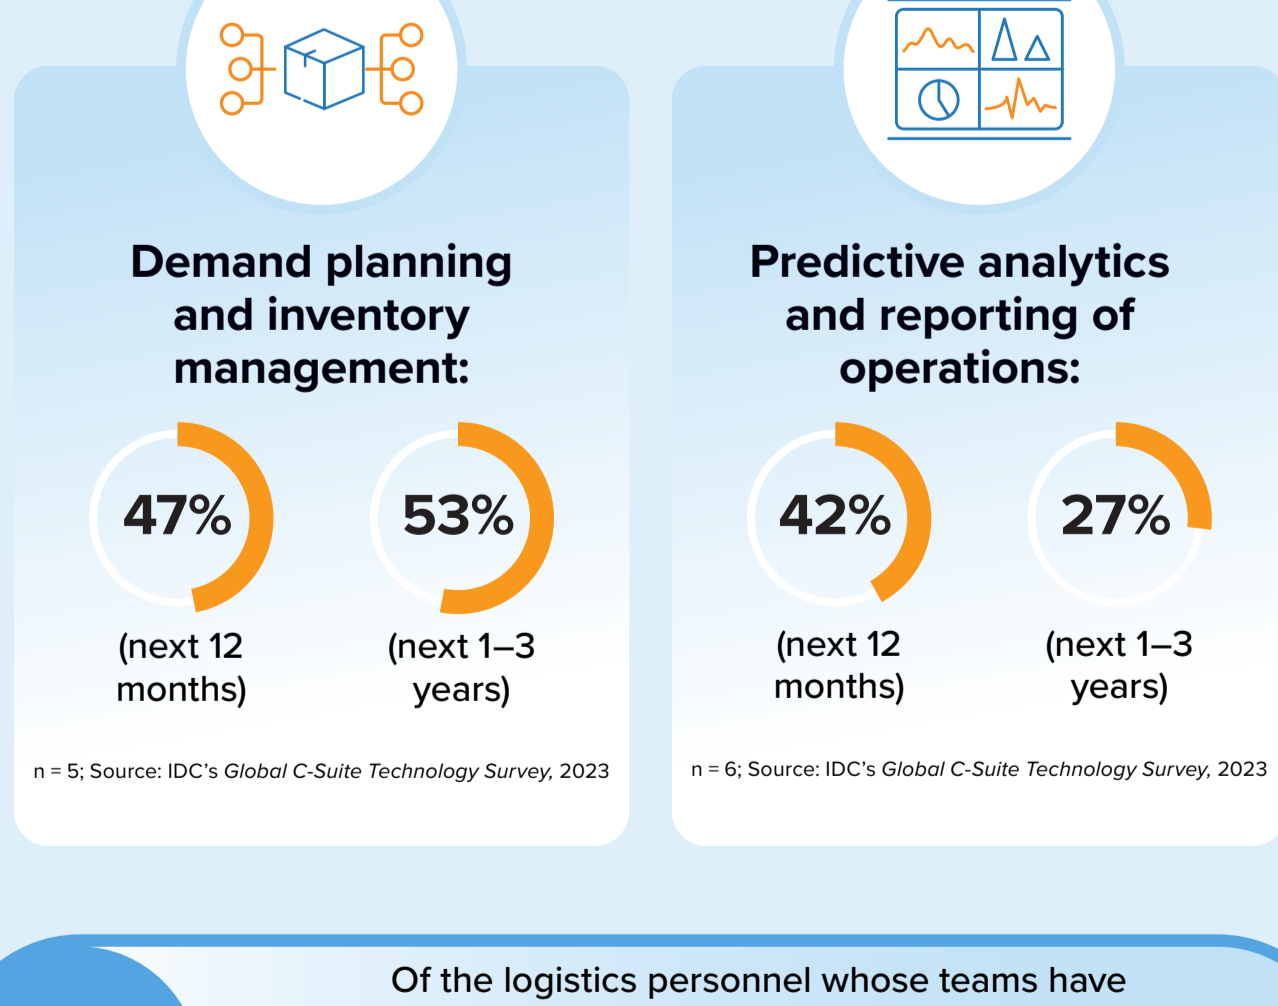 Demand planning
and inventory
management:
47%
53%
(next 12
months)
(next 1–3
years)
n = 5; Source: IDC's Global C-Suite Technology Survey, 2023
Predictive analytics
and reporting of
operations:
42%
27%
(next 12
months)
(next 1–3
years)
n = 6; Source: IDC's Global C-Suite Technology Survey, 2023
Of the logistics personnel whose teams have